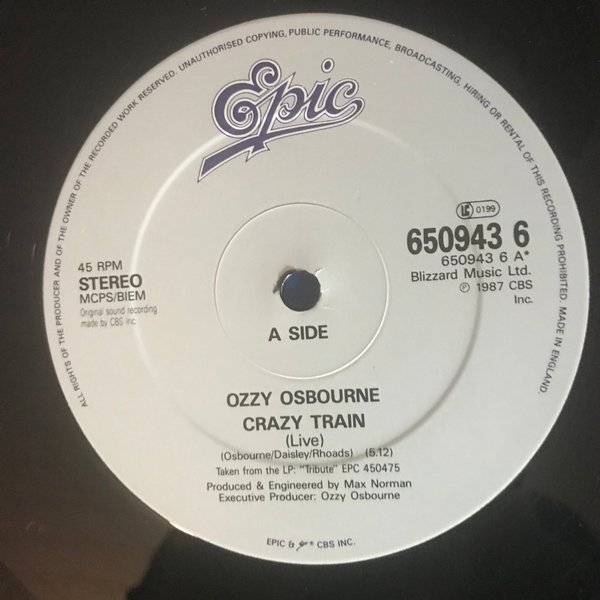 ALL RIGHTS OF THE PRODUCER AND OF THE OWNER OF THE RECORDED WORK RESERVED. UNAUTHORISED COPYING, PUBLIC PERFORMANCE, BROADCASTING, HIRING OR RENTAL OF THIS RECORDING PROHIBITED. MADE IN ENGLAND.
Epic
LC 0199
650943 6
650943 6 A*
Blizzard Music Ltd.
℗ 1987 CBS
Inc.
45 RPM
STEREO
MCPS/BIEM
Original sound recording
made by CBS Inc.
A SIDE
OZZY OSBOURNE
CRAZY TRAIN
(Live)
(Osbourne/Daisley/Rhoads) (5.12)
Taken from the LP: "Tribute" EPC 450475
Produced & Engineered by Max Norman
Executive Producer: Ozzy Osbourne
EPIC & * CBS INC.